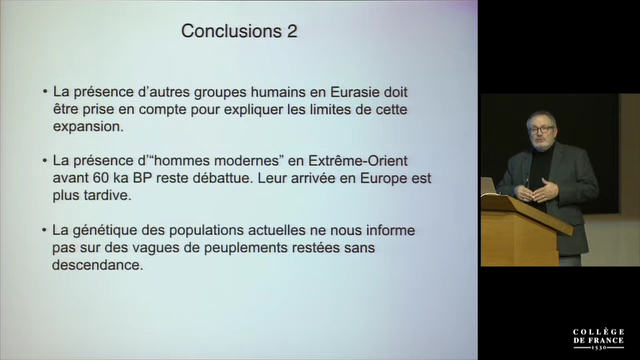 Conclusions 2
• La présence d'autres groupes humains en Eurasie doit
être prise en compte pour expliquer les limites de cette
expansion.
• La présence d'“hommes modernes” en Extrême-Orient
avant 60 ka BP reste débattue. Leur arrivée en Europe est
plus tardive.
• La génétique des populations actuelles ne nous informe
pas sur des vagues de peuplements restées sans
descendance.
COLLÈGE
DE FRANCE
1530